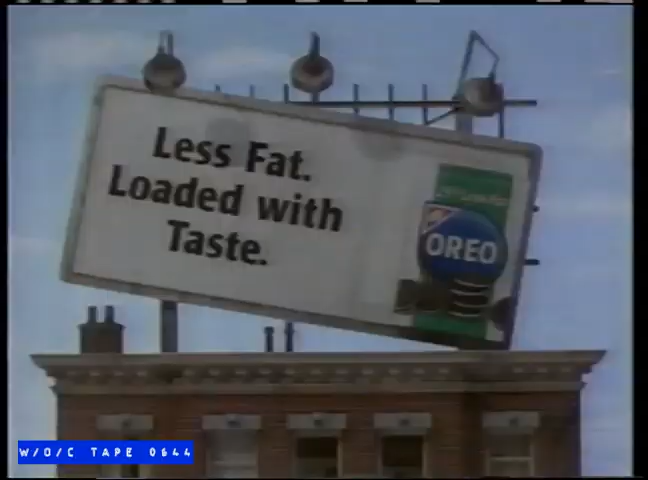 Less Fat.
Loaded with
Taste.
OREO
W/O/C TAPE 0644